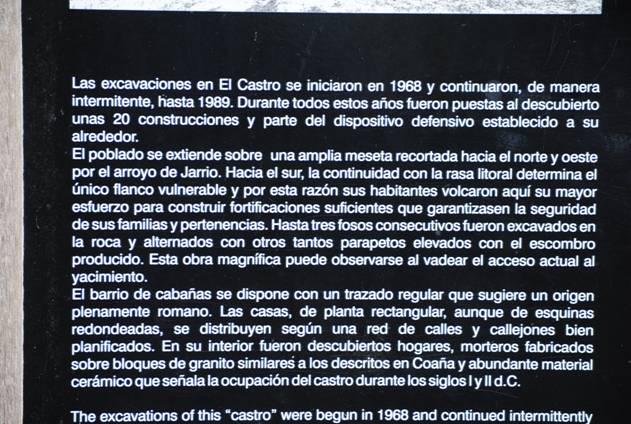 Las excavaciones en El Castro se iniciaron en 1968 y continuaron, de manera
intermitente, hasta 1989. Durante todos estos años fueron puestas al descubierto
unas 20 construcciones y parte del dispositivo defensivo establecido a su
alrededor.
El poblado se extiende sobre una amplia meseta recortada hacia el norte y oeste
por el arroyo de Jarrio. Hacia el sur, la continuidad con la rasa litoral determina el
único flanco vulnerable y por esta razón sus habitantes volcaron aquí su mayor
esfuerzo para construir fortificaciones suficientes que garantizasen la seguridad
de sus familias y pertenencias. Hasta tres fosos consecutivos fueron excavados en
la roca y alternados con otros tantos parapetos elevados con el escombro
producido. Esta obra magnífica puede observarse al vadear el acceso actual al
yacimiento.
El barrio de cabañas se dispone con un trazado regular que sugiere un origen
plenamente romano. Las casas, de planta rectangular, aunque de esquinas
redondeadas, se distribuyen según una red de calles y callejones bien
planificados. En su interior fueron descubiertos hogares, morteros fabricados
sobre bloques de granito similares a los descritos en Coaña y abundante material
cerámico que señala la ocupación del castro durante los siglos I y II d.C.
The excavations of this “castro” were begun in 1968 and continued intermittently